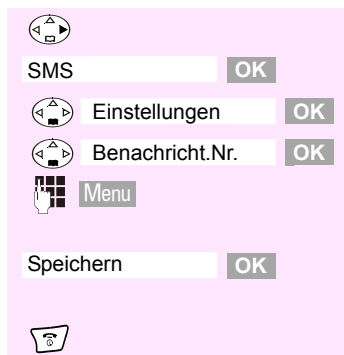 SMS OK
Einstellungen OK
Benachricht.Nr. OK
Menu
Speichern OK